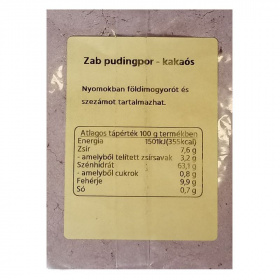 Zab pudingpor - kakaós
Nyomokban földimogyorót és
szezámot tartalmazhat.
Átlagos tápérték 100 g termékben
Energia 1501kJ(355kcal)
Zsír 7,6 g
- amelyből telített zsírsavak 3,2 g
Szénhidrát 63,1 g
- amelyből cukrok 0,8 g
Fehérje 9,9 g
Só 0,7 g